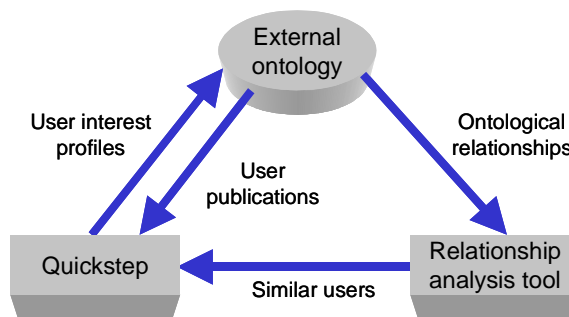 External
ontology
User interest
profiles
Ontological
relationships
User
publications
Quickstep
Relationship
analysis tool
Similar users